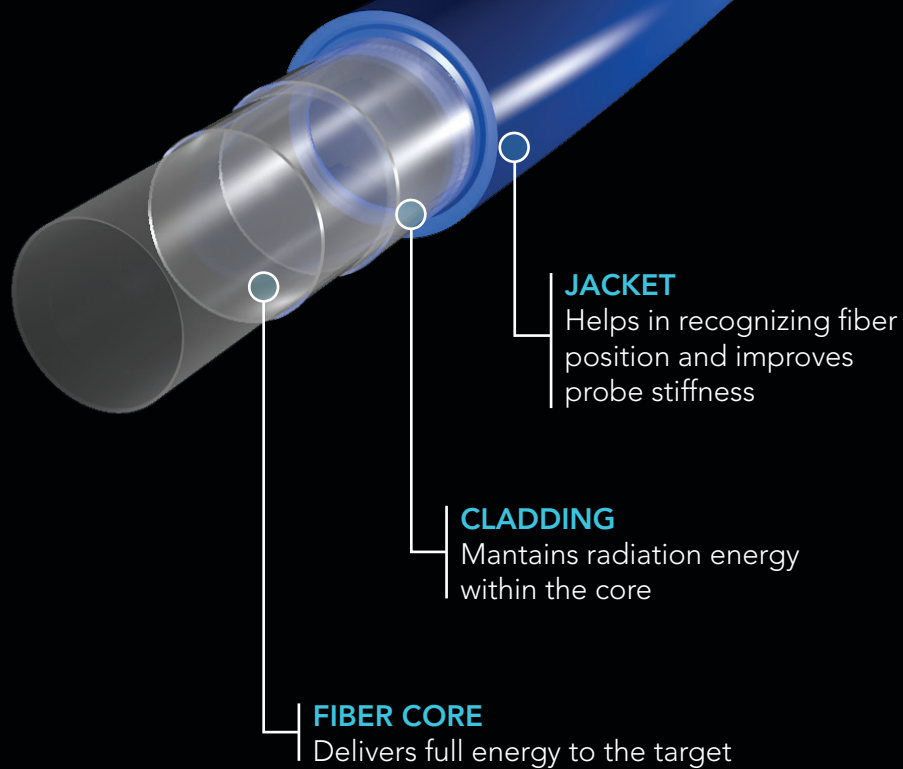 JACKET
Helps in recognizing fiber
position and improves
probe stiffness
CLADDING
Mantains radiation energy
within the core
FIBER CORE
Delivers full energy to the target